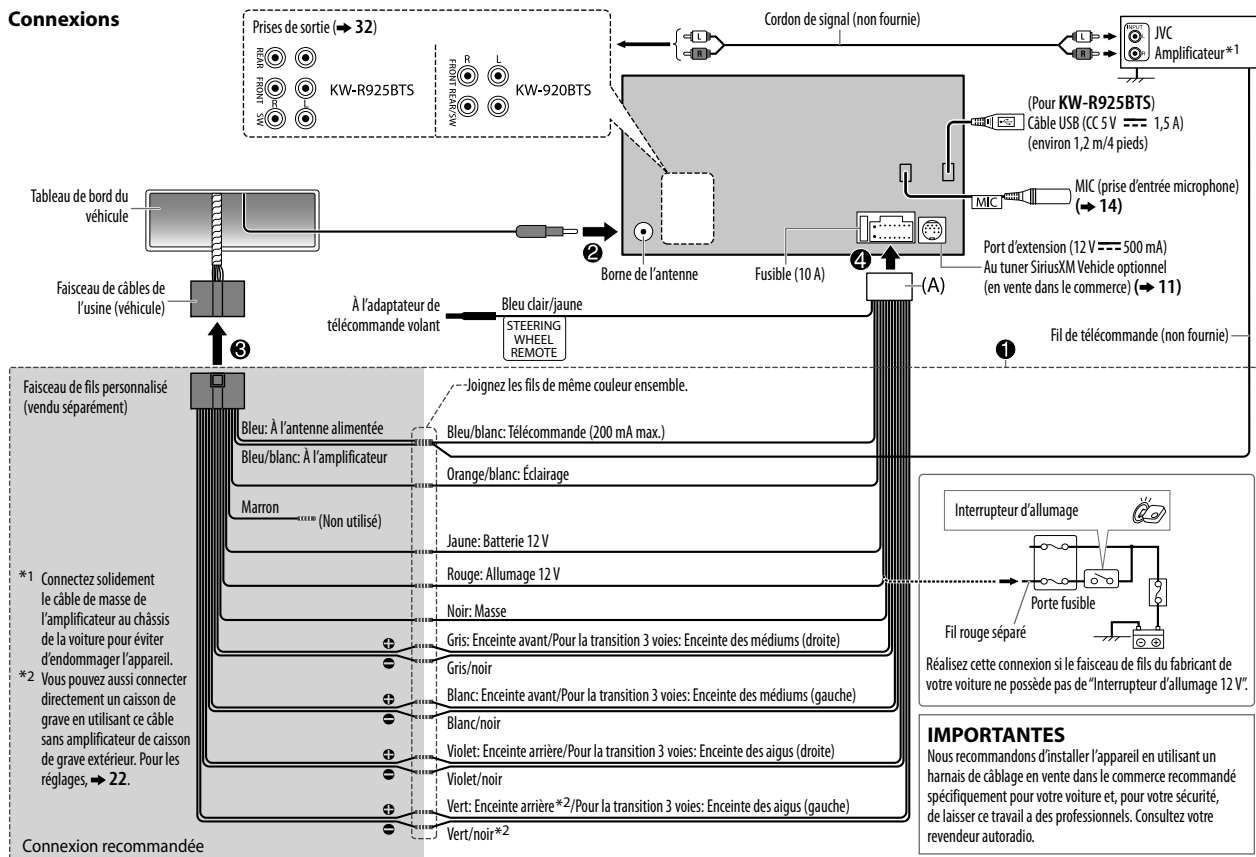 Connexions
Prises de sortie (➜ 32)
REAR
FRONT
R L
SW
KW-R925BTS
R L
FRONT
REAR/SW
KW-920BTS
Cordon de signal (non fournie)
L
R
L
R
INPUT
L
R
JVC
Amplificateur*1
(Pour KW-R925BTS)
Câble USB (CC 5 V ⎓ 1,5 A)
(environ 1,2 m/4 pieds)
MIC
MIC (prise d'entrée microphone)
(➜ 14)
Port d'extension (12 V ⎓ 500 mA)
Au tuner SiriusXM Vehicle optionnel
(en vente dans le commerce) (➜ 11)
Tableau de bord du
véhicule
❷
Borne de l'antenne
Fusible (10 A)
❹
(A)
Faisceau de câbles de
l'usine (véhicule)
À l'adaptateur de
télécommande volant
Bleu clair/jaune
STEERING
WHEEL
REMOTE
Fil de télécommande (non fournie)
❸
❶
Faisceau de fils personnalisé
(vendu séparément)
Joignez les fils de même couleur ensemble.
Bleu: À l'antenne alimentée
Bleu/blanc: À l'amplificateur
Bleu/blanc: Télécommande (200 mA max.)
Orange/blanc: Éclairage
Marron
(Non utilisé)
Jaune: Batterie 12 V
Rouge: Allumage 12 V
Noir: Masse
Gris: Enceinte avant/Pour la transition 3 voies: Enceinte des médiums (droite)
Gris/noir
Blanc: Enceinte avant/Pour la transition 3 voies: Enceinte des médiums (gauche)
Blanc/noir
Violet: Enceinte arrière/Pour la transition 3 voies: Enceinte des aigus (droite)
Violet/noir
Vert: Enceinte arrière*2/Pour la transition 3 voies: Enceinte des aigus (gauche)
Vert/noir*2
*1 Connectez solidement
le câble de masse de
l'amplificateur au châssis
de la voiture pour éviter
d'endommager l'appareil.
*2 Vous pouvez aussi connecter
directement un caisson de
grave en utilisant ce câble
sans amplificateur de caisson
de grave extérieur. Pour les
réglages, ➜ 22.
Connexion recommandée
Interrupteur d'allumage
Porte fusible
Fil rouge séparé
Réalisez cette connexion si le faisceau de fils du fabricant de
votre voiture ne possède pas de "Interrupteur d'allumage 12 V".
IMPORTANTES
Nous recommandons d'installer l'appareil en utilisant un
harnais de câblage en vente dans le commerce recommandé
spécifiquement pour votre voiture et, pour votre sécurité,
de laisser ce travail a des professionnels. Consultez votre
revendeur autoradio.